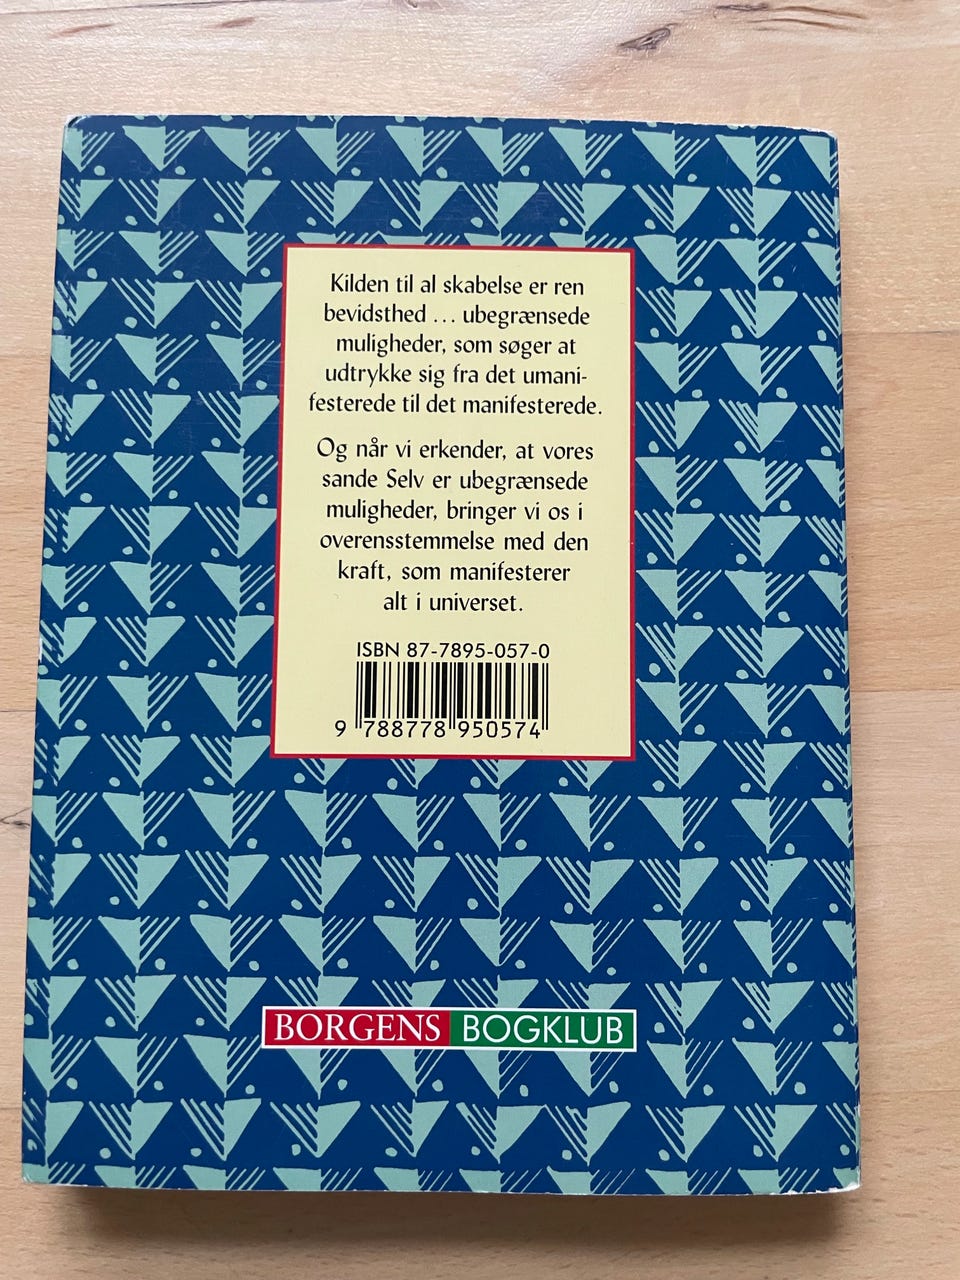 Kilden til al skabelse er ren
bevidsthed ... ubegrænsede
muligheder, som søger at
udtrykke sig fra det umani-
festerede til det manifesterede.
Og når vi erkender, at vores
sande Selv er ubegrænsede
muligheder, bringer vi os i
overensstemmelse med den
kraft, som manifesterer
alt i universet.
ISBN 87-7895-057-0
9 788778 950574
BORGENS BOGKLUB